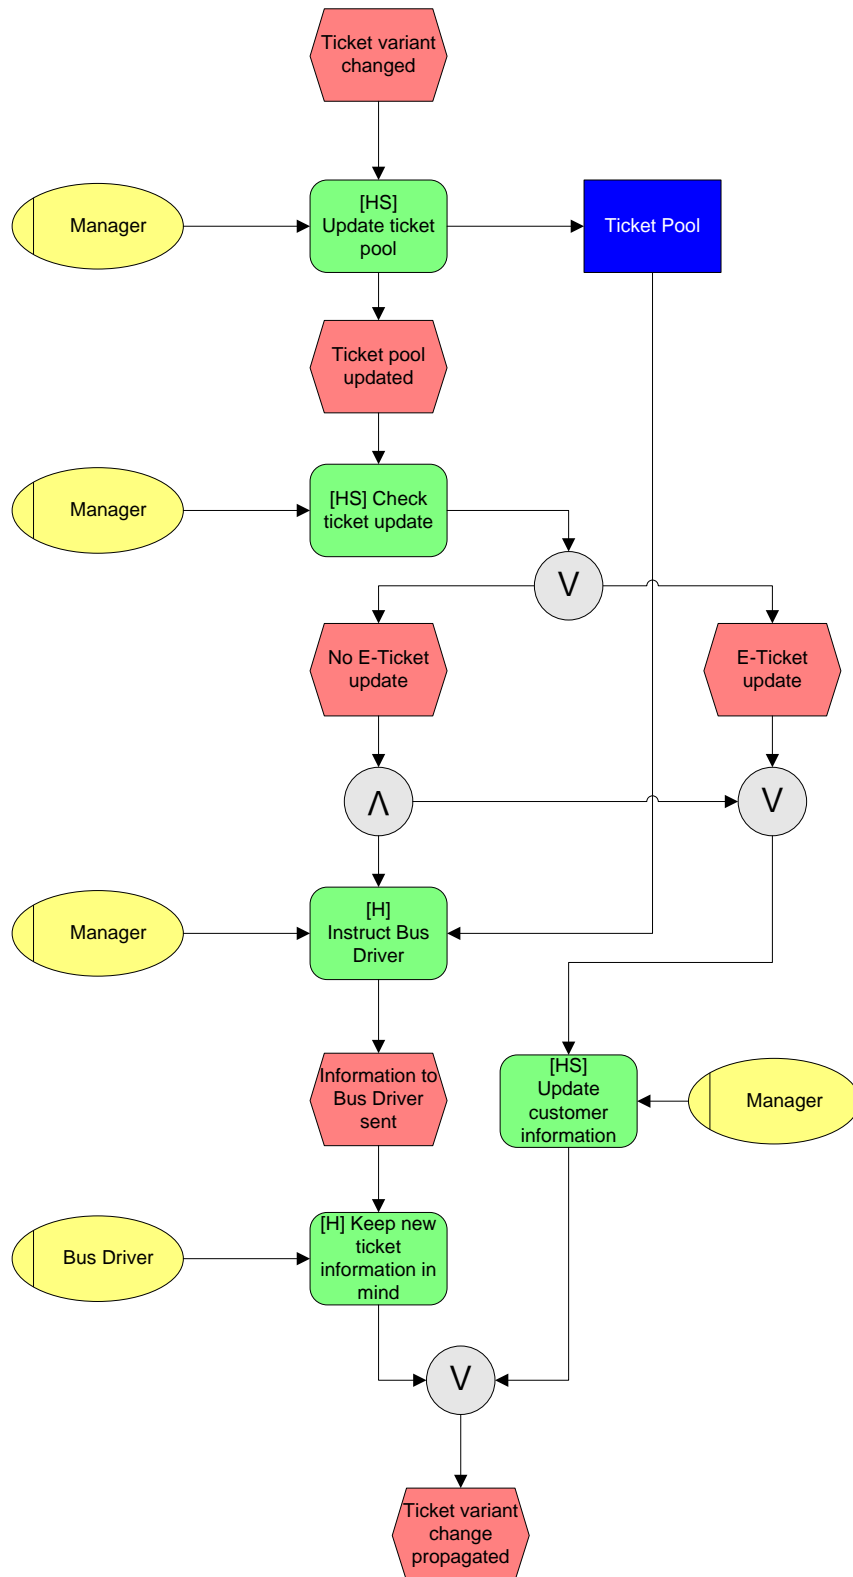 Ticket variant
changed
Manager
[HS]
Update ticket
pool
Ticket Pool
Ticket pool
updated
Manager
[HS] Check
ticket update
V
No E-Ticket
update
E-Ticket
update
Λ
V
Manager
[H]
Instruct Bus
Driver
Information to
Bus Driver
sent
[HS]
Update
customer
information
Manager
Bus Driver
[H] Keep new
ticket
information in
mind
V
Ticket variant
change
propagated